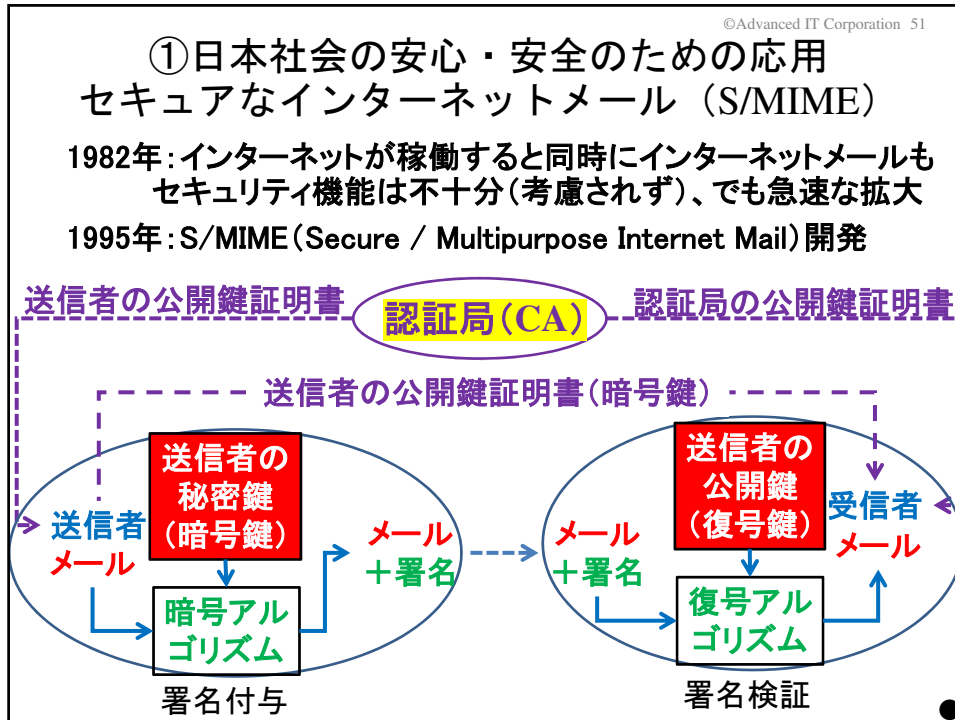 ©Advanced IT Corporation 51
①日本社会の安心・安全のための応用
セキュアなインターネットメール（S/MIME）
1982年：インターネットが稼働すると同時にインターネットメールも
セキュリティ機能は不十分（考慮されず）、でも急速な拡大
1995年：S/MIME（Secure / Multipurpose Internet Mail）開発
送信者の公開鍵証明書
認証局（CA）
認証局の公開鍵証明書
送信者の公開鍵証明書（暗号鍵）
送信者の
秘密鍵
（暗号鍵）
送信者
メール
メール
＋署名
暗号アル
ゴリズム
署名付与
送信者の
公開鍵
（復号鍵）
受信者
メール
メール
＋署名
復号アル
ゴリズム
署名検証